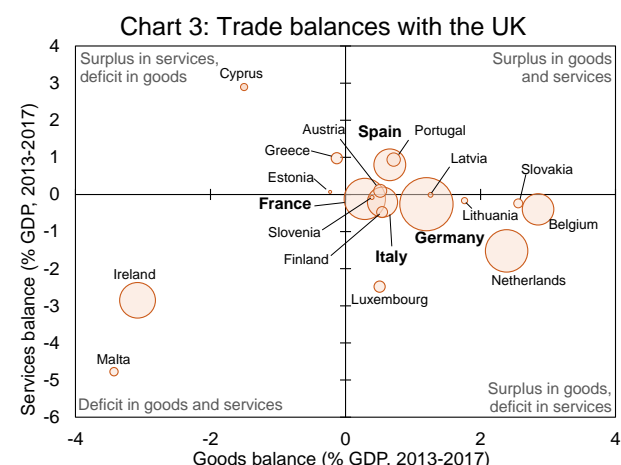 Chart 3: Trade balances with the UK
Services balance (% GDP, 2013-2017)
4
3
2
1
0
-1
-2
-3
-4
-5
-6
Surplus in services,
deficit in goods
Surplus in goods
and services
Cyprus
Austria
Spain
Portugal
Greece
Latvia
Slovakia
Estonia
France
Lithuania
Slovenia
Belgium
Germany
Finland
Italy
Ireland
Netherlands
Luxembourg
Malta
Deficit in goods and services
Surplus in goods,
deficit in services
-4
-2
0
2
4
Goods balance (% GDP, 2013-2017)